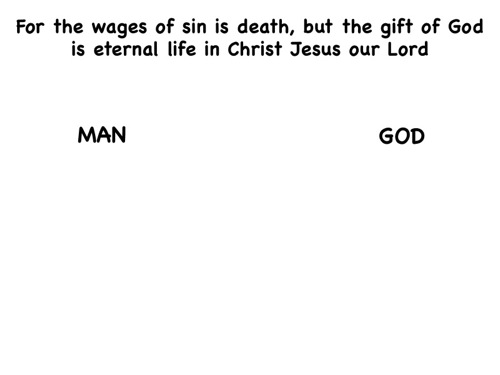 For the wages of sin is death, but the gift of God
is eternal life in Christ Jesus our Lord
MAN
GOD